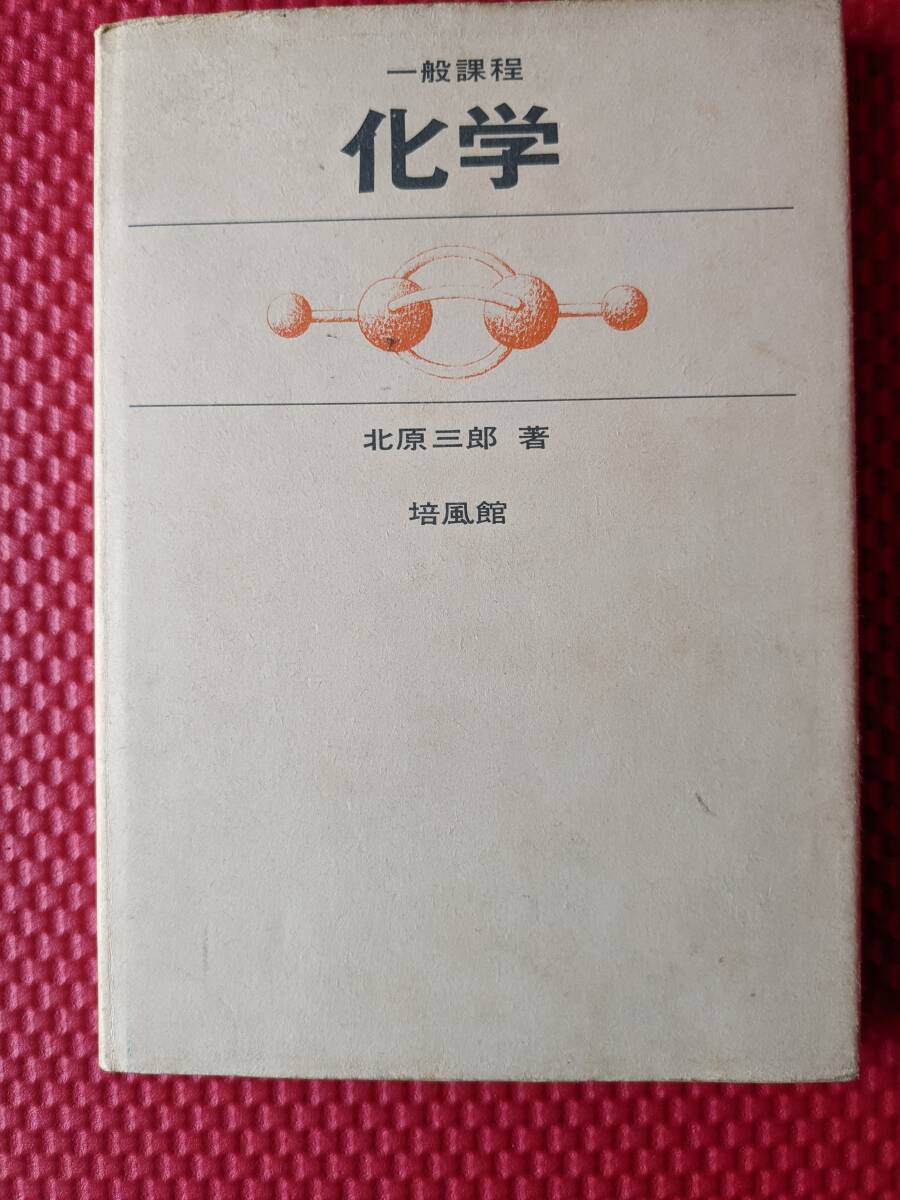 一般課程
化学
北原三郎 著
培風館